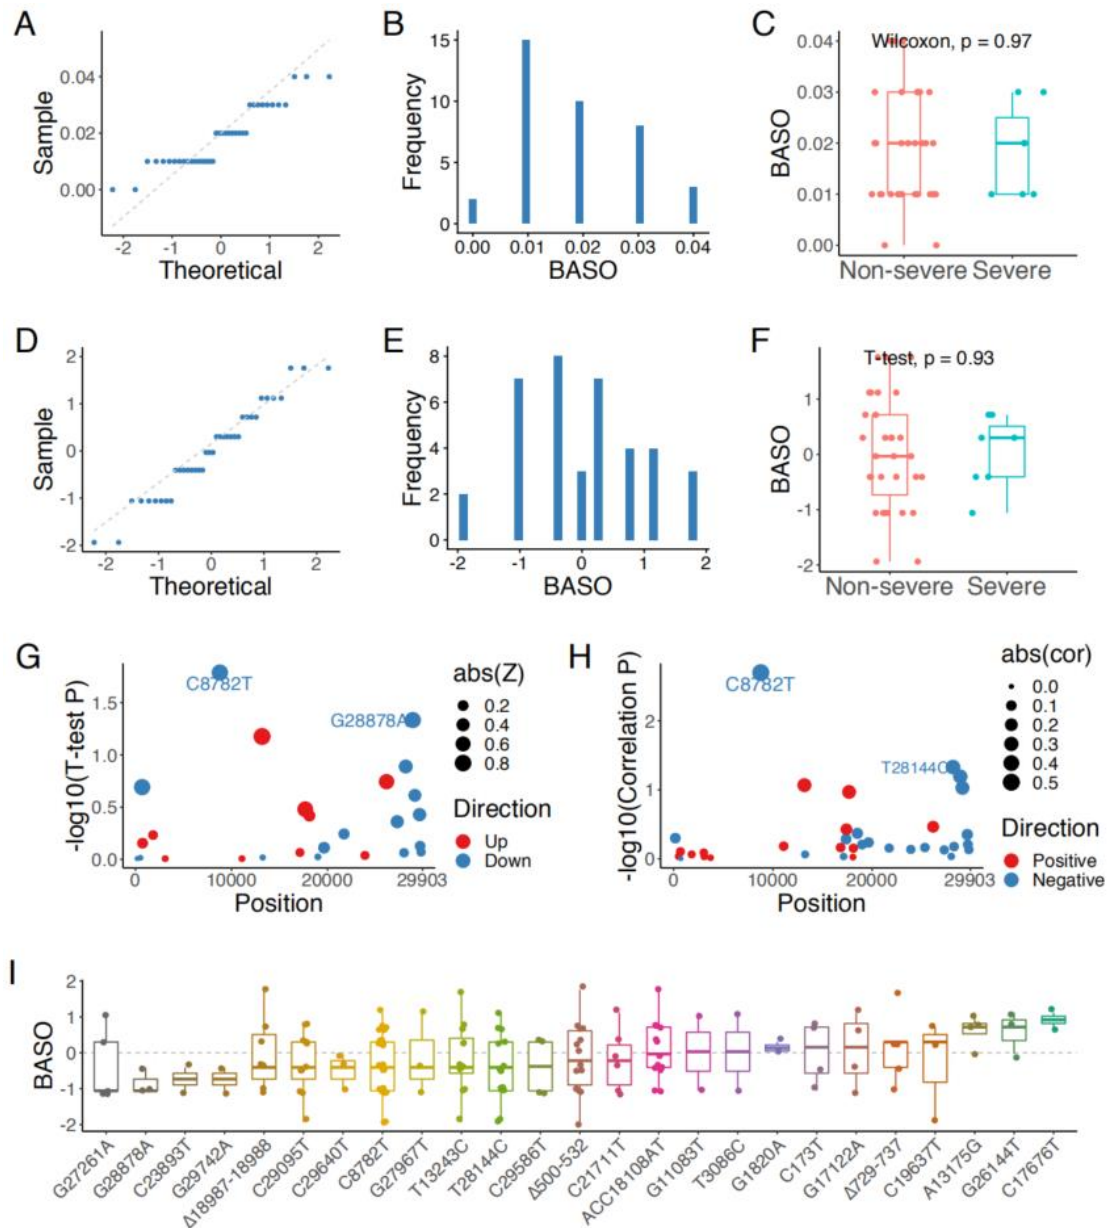 A
Sample
0.04
0.02
0.00
-2 -1 0 1 2
Theoretical
B
Frequency
15
10
5
0
0.00 0.01 0.02 0.03 0.04
BASO
C
Wilcoxon, p = 0.97
BASO
0.04
0.03
0.02
0.01
0.00
Non-severe Severe
D
Sample
2
1
0
-1
-2
-2 -1 0 1 2
Theoretical
E
Frequency
8
6
4
2
0
-2 -1 0 1 2
BASO
F
T-test, p = 0.93
BASO
1
0
-1
-2
Non-severe Severe
G
-log10(T-test P)
1.5
1.0
0.5
0.0
C8782T
G28878A
0 10000 20000 29903
Position
abs(Z)
0.2
0.4
0.6
0.8
Direction
Up
Down
H
-log10(Correlation P)
2
1
0
C8782T
T28144C
0 10000 20000 29903
Position
abs(cor)
0.0
0.1
0.2
0.3
0.4
0.5
Direction
Positive
Negative
I
BASO
2
1
0
-1
-2
G27261A
G28878A
C23893T
G29742A
Δ18987-18988
C29095T
C29640T
C8782T
G27967T
T13243C
T28144C
C29586T
Δ500-532
C21711T
ACC18108AT
G11083T
T3086C
G1820A
C173T
G17122A
Δ729-737
C19637T
A13175G
G26144T
C17676T